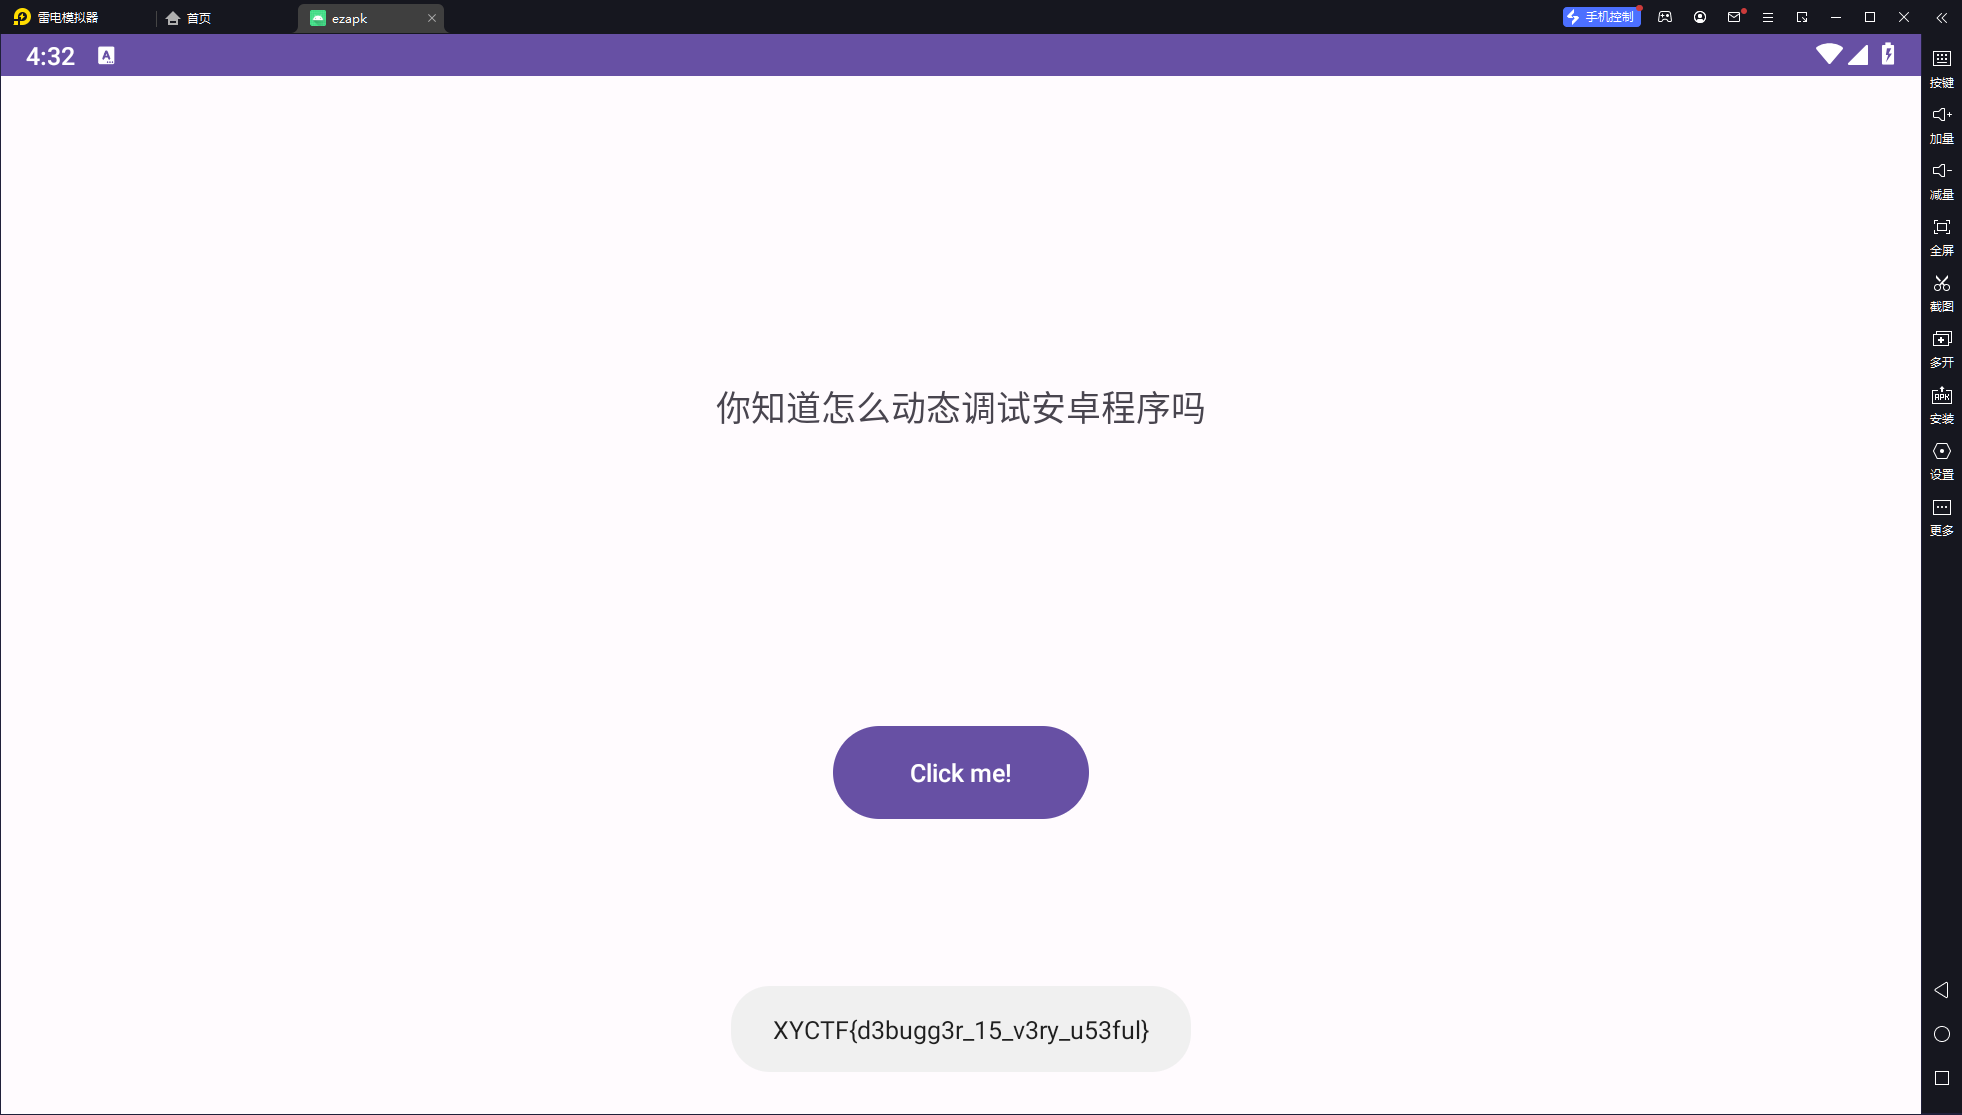 雷电模拟器
首页
ezapk
手机控制
4:32
A
按键
加量
减量
全屏
截图
多开
APK
安装
设置
更多
你知道怎么动态调试安卓程序吗
Click me!
XYCTF{d3bugg3r_15_v3ry_u53ful}